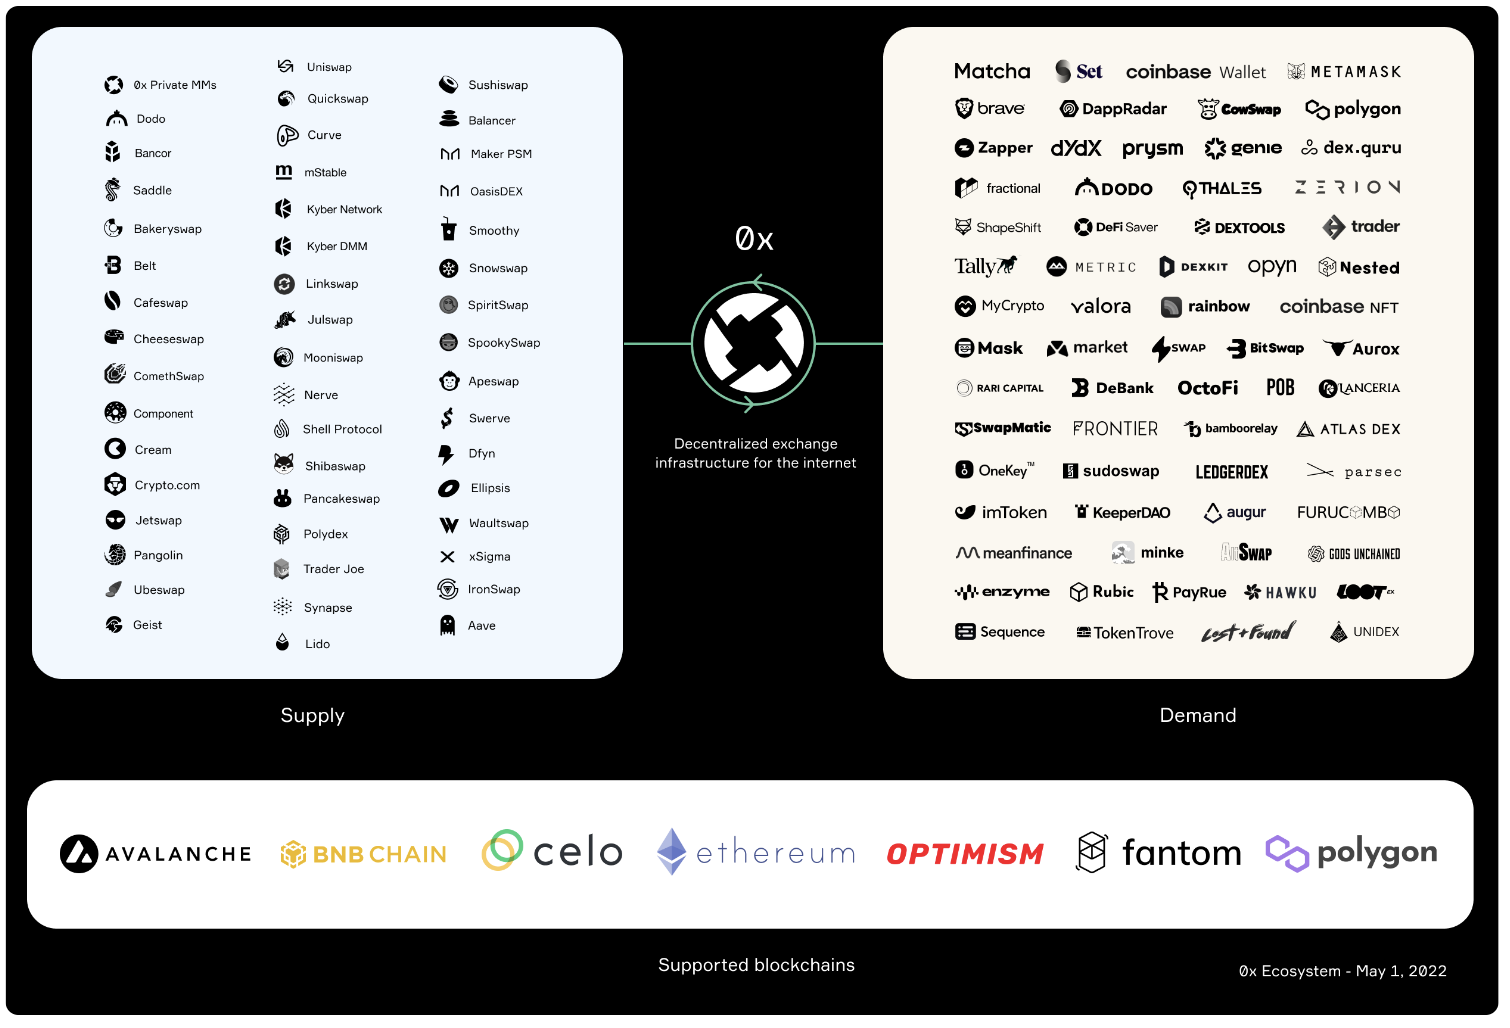 0x Private MMs
Dodo
Bancor
Saddle
Bakeryswap
Belt
Cafeswap
Cheeseswap
ComethSwap
Component
Cream
Crypto.com
Jetswap
Pangolin
Ubeswap
Geist
Uniswap
Quickswap
Curve
mStable
Kyber Network
Kyber DMM
Linkswap
Julswap
Mooniswap
Nerve
Shell Protocol
Shibaswap
Pancakeswap
Polydex
Trader Joe
Synapse
Lido
Sushiswap
Balancer
Maker PSM
OasisDEX
Smoothy
Snowswap
SpiritSwap
SpookySwap
Apeswap
Swerve
Dfyn
Ellipsis
Waultswap
xSigma
IronSwap
Aave
Supply
0x
Decentralized exchange
infrastructure for the internet
Matcha Set coinbase Wallet METAMASK
brave DappRadar CowSwap polygon
Zapper dYdX prysm genie dex.guru
fractional DODO THALES ZERION
ShapeShift DeFi Saver DEXTOOLS trader
Tally METRIC DEXKIT opyn Nested
MyCrypto valora rainbow coinbase NFT
Mask market SWAP BitSwap Aurox
RARI CAPITAL DeBank OctoFi POB LANCERIA
SwapMatic FRONTIER bamboorelay ATLAS DEX
OneKey™ sudoswap LEDGERDEX parsec
imToken KeeperDAO augur FURUCOMBO
meanfinance minke SWAP GODS UNCHAINED
enzyme Rubic PayRue HAWKU LOOT EX
Sequence TokenTrove Lost+Found UNIDEX
Demand
AVALANCHE BNB CHAIN celo ethereum OPTIMISM fantom polygon
Supported blockchains
0x Ecosystem - May 1, 2022